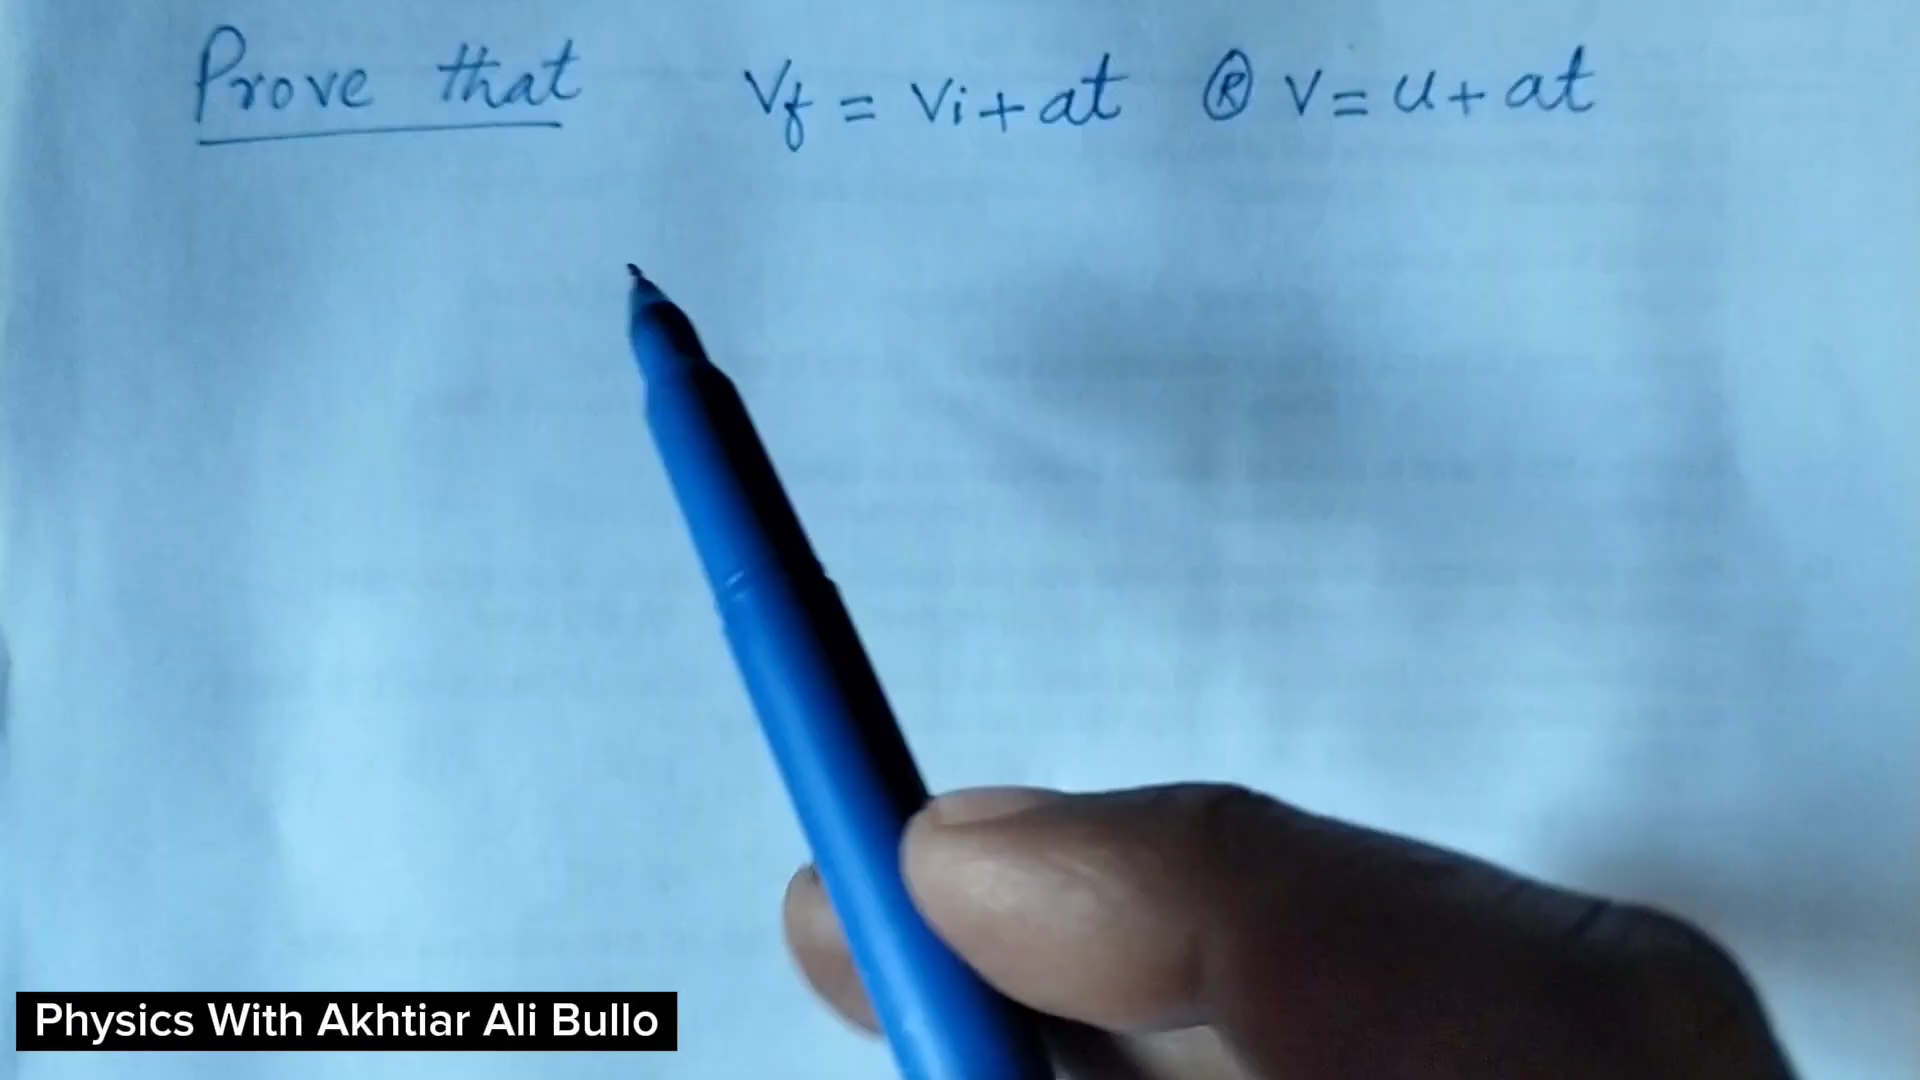 Prove that Vf = Vi + at ® V = u + at
Physics With Akhtiar Ali Bullo